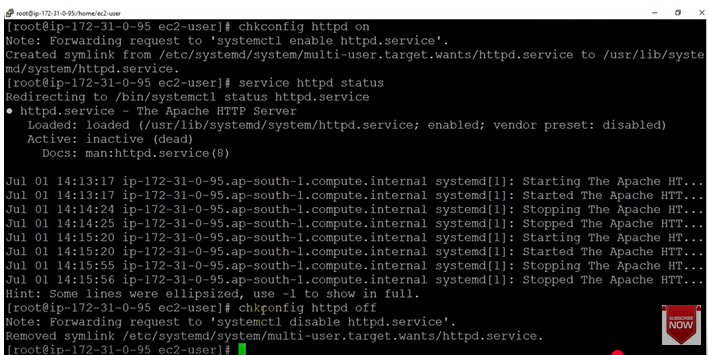 root@ip-172-31-0-95:/home/ec2-user
[root@ip-172-31-0-95 ec2-user]# chkconfig httpd on
Note: Forwarding request to 'systemctl enable httpd.service'.
Created symlink from /etc/systemd/system/multi-user.target.wants/httpd.service to /usr/lib/syste
md/system/httpd.service.
[root@ip-172-31-0-95 ec2-user]# service httpd status
Redirecting to /bin/systemctl status httpd.service
● httpd.service - The Apache HTTP Server
Loaded: loaded (/usr/lib/systemd/system/httpd.service; enabled; vendor preset: disabled)
Active: inactive (dead)
Docs: man:httpd.service(8)
Jul 01 14:13:17 ip-172-31-0-95.ap-south-1.compute.internal systemd[1]: Starting The Apache HT...
Jul 01 14:13:17 ip-172-31-0-95.ap-south-1.compute.internal systemd[1]: Started The Apache HTT...
Jul 01 14:14:24 ip-172-31-0-95.ap-south-1.compute.internal systemd[1]: Stopping The Apache HT...
Jul 01 14:14:25 ip-172-31-0-95.ap-south-1.compute.internal systemd[1]: Stopped The Apache HTT...
Jul 01 14:15:20 ip-172-31-0-95.ap-south-1.compute.internal systemd[1]: Starting The Apache HT...
Jul 01 14:15:20 ip-172-31-0-95.ap-south-1.compute.internal systemd[1]: Started The Apache HTT...
Jul 01 14:15:55 ip-172-31-0-95.ap-south-1.compute.internal systemd[1]: Stopping The Apache HT...
Jul 01 14:15:56 ip-172-31-0-95.ap-south-1.compute.internal systemd[1]: Stopped The Apache HTT...
Hint: Some lines were ellipsized, use -l to show in full.
[root@ip-172-31-0-95 ec2-user]# chkconfig httpd off
Note: Forwarding request to 'systemctl disable httpd.service'.
Removed symlink /etc/systemd/system/multi-user.target.wants/httpd.service.
[root@ip-172-31-0-95 ec2-user]#
SUBSCRIBE
NOW